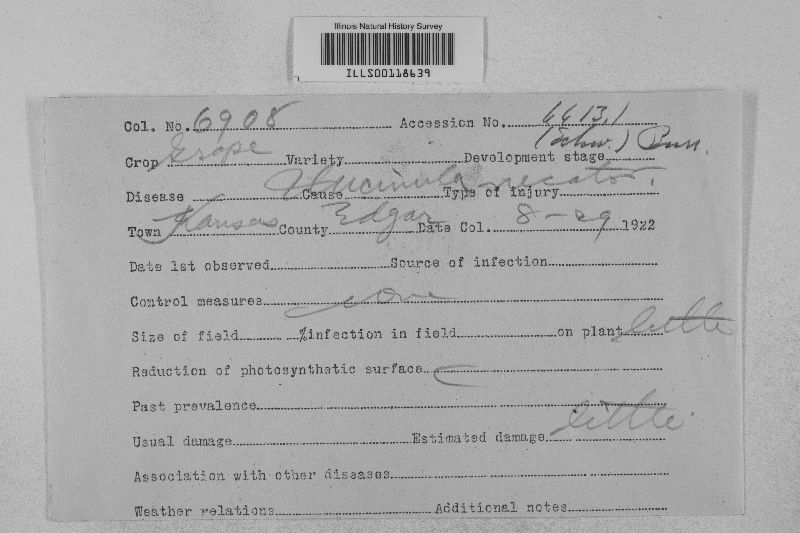 Illinois Natural History Survey
ILLS00118639
Col. No. 6908 Accession No. 66131
(Schw.) Burr.
Crop Grape Variety Development stage
Disease Cause Uncinula necator. Type of injury
Town Kansas County Edgar Date Col. 8-29 1922
Date 1st observed Source of infection
Control measures none
Size of field %infection in field on plant little
Reduction of photosynthetic surface
Past prevalence
Usual damage Estimated damage little
Association with other diseases
Weather relations Additional notes